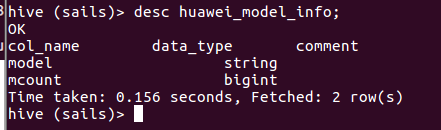 hive (sails)> desc huawei_model_info;
OK
col_name data_type comment
model string
mcount bigint
Time taken: 0.156 seconds, Fetched: 2 row(s)
hive (sails)>